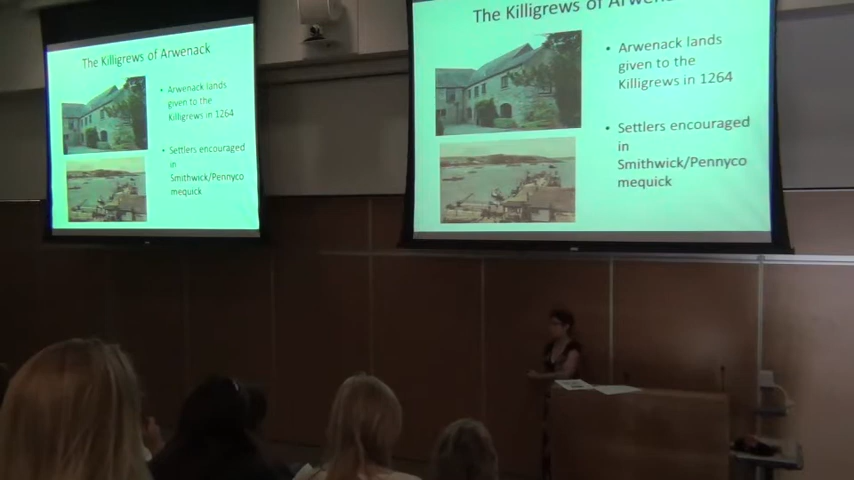 The Killigrews of Arwenack
Arwenack lands
given to the
Killigrews in 1264
Settlers encouraged
in
Smithwick/Pennyco
mequick
The Killigrews of Arwenack
Arwenack lands
given to the
Killigrews in 1264
Settlers encouraged
in
Smithwick/Pennyco
mequick